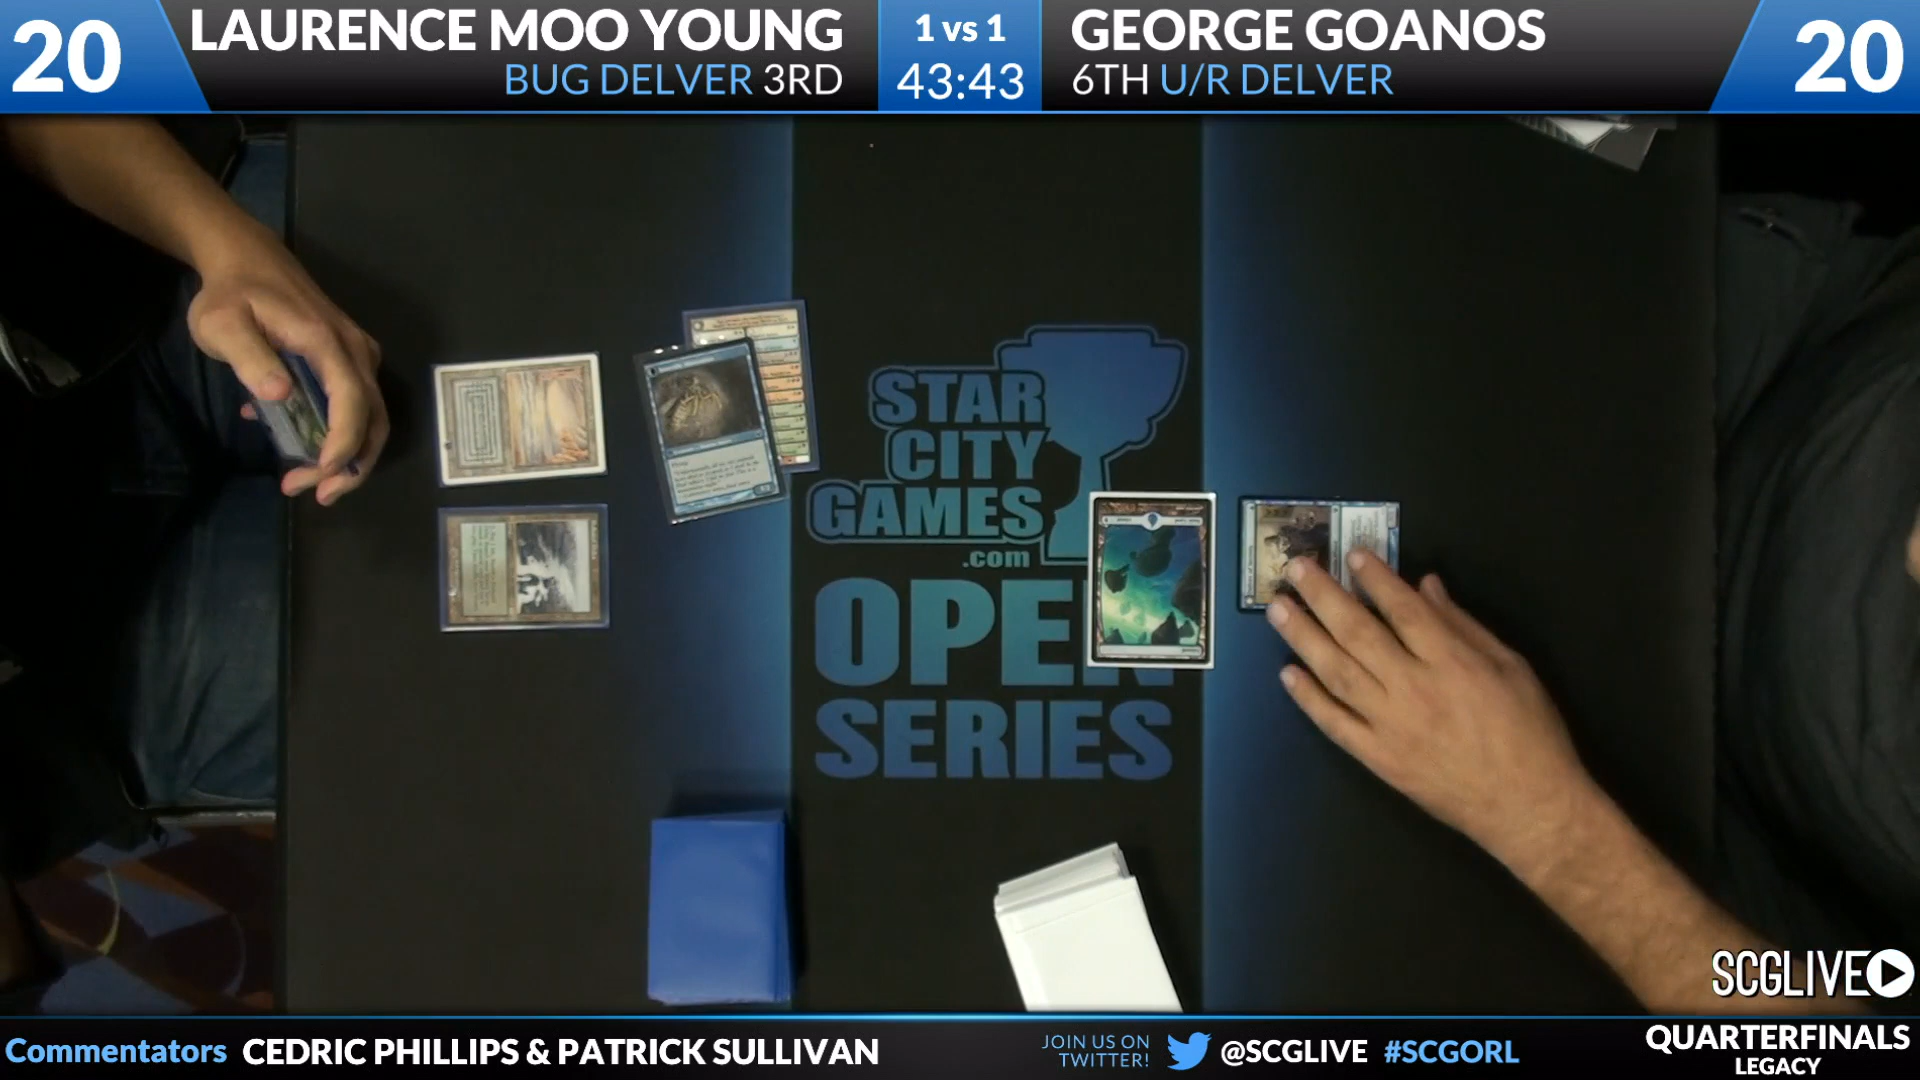 20
LAURENCE MOO YOUNG
BUG DELVER 3RD
1 vs 1
43:43
GEORGE GOANOS
6TH U/R DELVER
20
STAR
CITY
GAMES
.com
OPEN
SERIES
SCGLIVE
Commentators CEDRIC PHILLIPS & PATRICK SULLIVAN
JOIN US ON
TWITTER!
@SCGLIVE #SCGORL
QUARTERFINALS
LEGACY